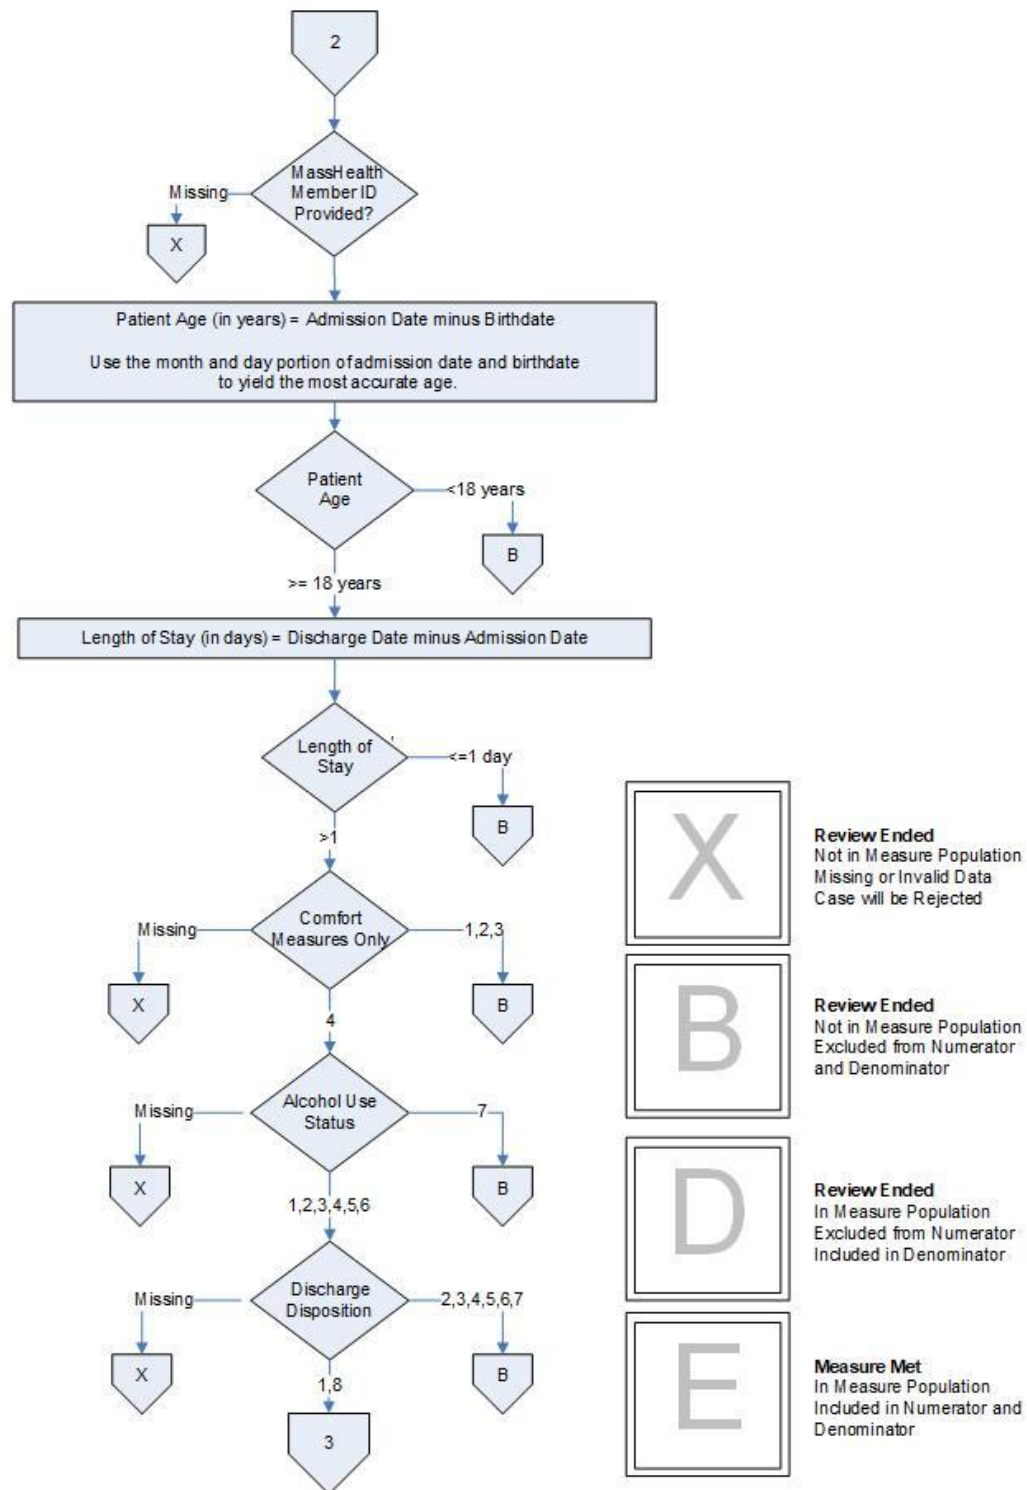 2
MassHealth
Member ID
Provided?
Missing
X
Patient Age (in years) = Admission Date minus Birthdate
Use the month and day portion of admission date and birthdate
to yield the most accurate age.
Patient
Age
<18 years
B
>= 18 years
Length of Stay (in days) = Discharge Date minus Admission Date
Length of
Stay
<=1 day
B
>1
Comfort
Measures Only
Missing
1,2,3
X
B
4
Alcohol Use
Status
Missing
7
X
B
1,2,3,4,5,6
Discharge
Disposition
Missing
2,3,4,5,6,7
X
B
1,8
3
X
Review Ended
Not in Measure Population
Missing or Invalid Data
Case will be Rejected
B
Review Ended
Not in Measure Population
Excluded from Numerator
and Denominator
D
Review Ended
In Measure Population
Excluded from Numerator
Included in Denominator
E
Measure Met
In Measure Population
Included in Numerator and
Denominator